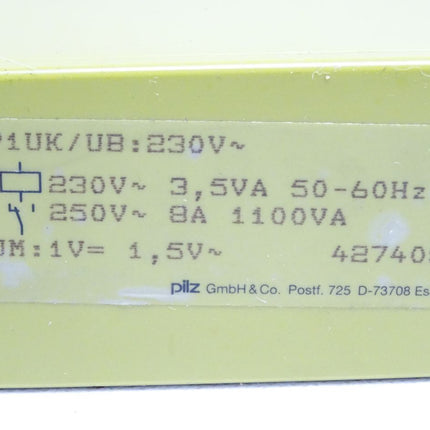 1UK/UB:230V~
230V~ 3,5VA 50-60Hz
250V~ 8A 1100VA
UM:1V= 1,5V~ 42740
pilz GmbH & Co. Postf. 725 D-73708 Es